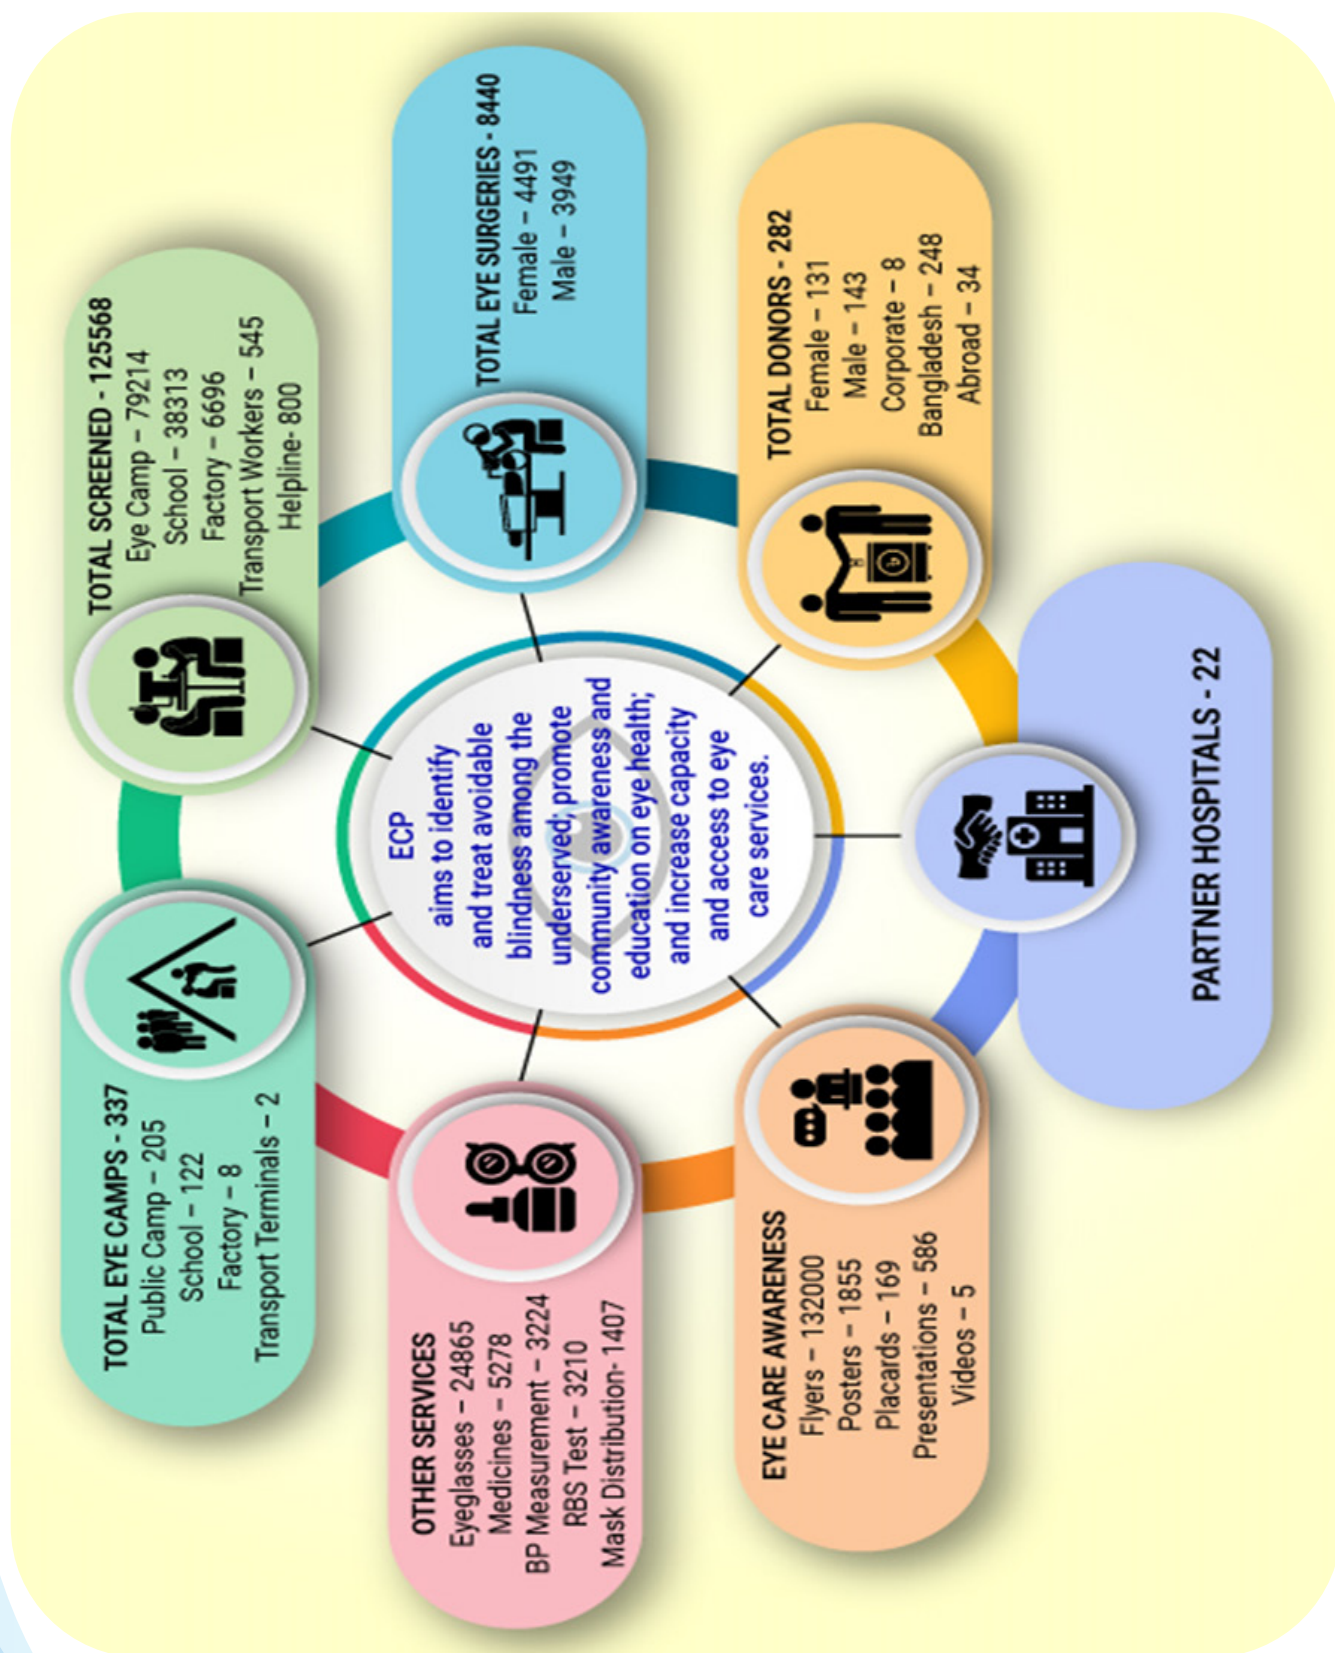 ECP
aims to identify
and treat avoidable
blindness among the
underserved; promote
community awareness and
education on eye health;
and increase capacity
and access to eye
care services.
TOTAL EYE CAMPS - 337
Public Camp – 205
School – 122
Factory – 8
Transport Terminals – 2
TOTAL SCREENED - 125568
Eye Camp – 79214
School – 38313
Factory – 6696
Transport Workers – 545
Helpline- 800
TOTAL EYE SURGERIES - 8440
Female – 4491
Male – 3949
TOTAL DONORS - 282
Female – 131
Male – 143
Corporate – 8
Bangladesh – 248
Abroad – 34
PARTNER HOSPITALS - 22
EYE CARE AWARENESS
Flyers – 132000
Posters – 1855
Placards – 169
Presentations – 586
Videos – 5
OTHER SERVICES
Eyeglasses – 24865
Medicines – 5278
BP Measurement – 3224
RBS Test – 3210
Mask Distribution- 1407